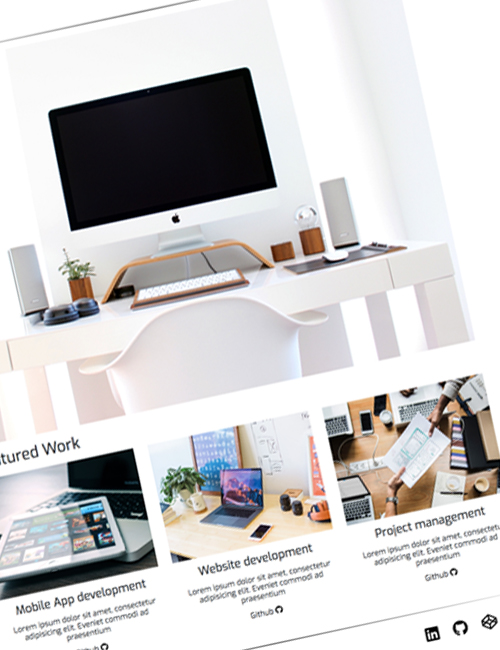 tured Work
Mobile App development
Lorem ipsum dolor sit amet, consectetur
adipisicing elit. Eveniet commodi ad
praesentium
Github
Website development
Lorem ipsum dolor sit amet, consectetur
adipisicing elit. Eveniet commodi ad
praesentium
Github
Project management
Lorem ipsum dolor sit amet, consectetur
adipisicing elit. Eveniet commodi ad
praesentium
Github
in